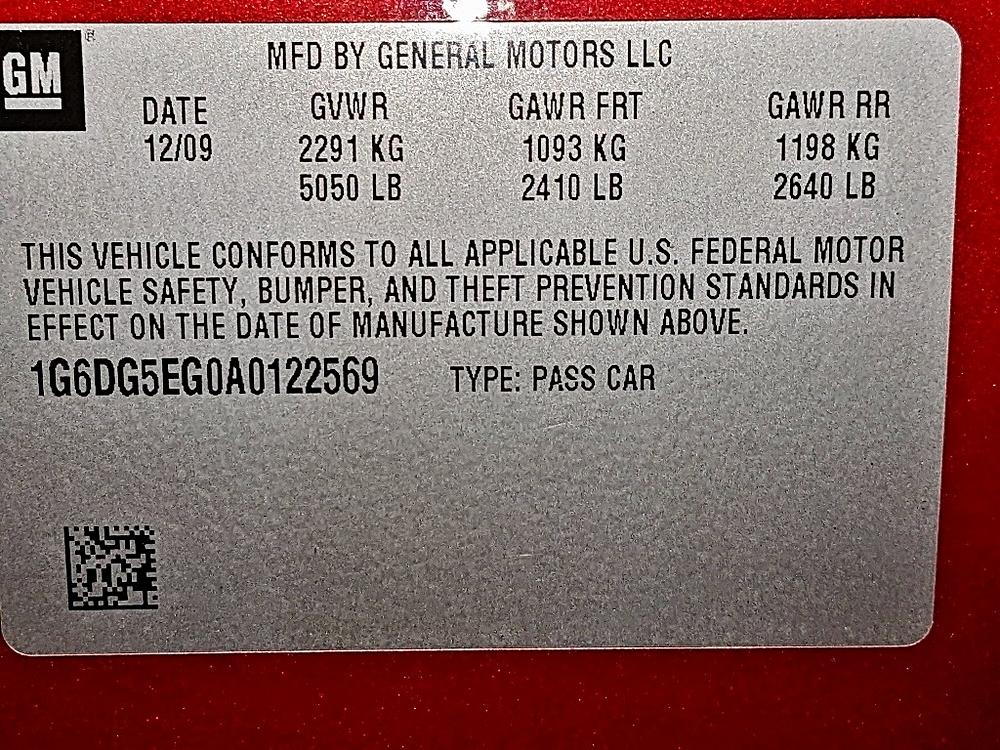 GM ®
MFD BY GENERAL MOTORS LLC
DATE GVWR GAWR FRT GAWR RR
12/09 2291 KG 1093 KG 1198 KG
5050 LB 2410 LB 2640 LB
THIS VEHICLE CONFORMS TO ALL APPLICABLE U.S. FEDERAL MOTOR
VEHICLE SAFETY, BUMPER, AND THEFT PREVENTION STANDARDS IN
EFFECT ON THE DATE OF MANUFACTURE SHOWN ABOVE.
1G6DG5EG0A0122569 TYPE: PASS CAR